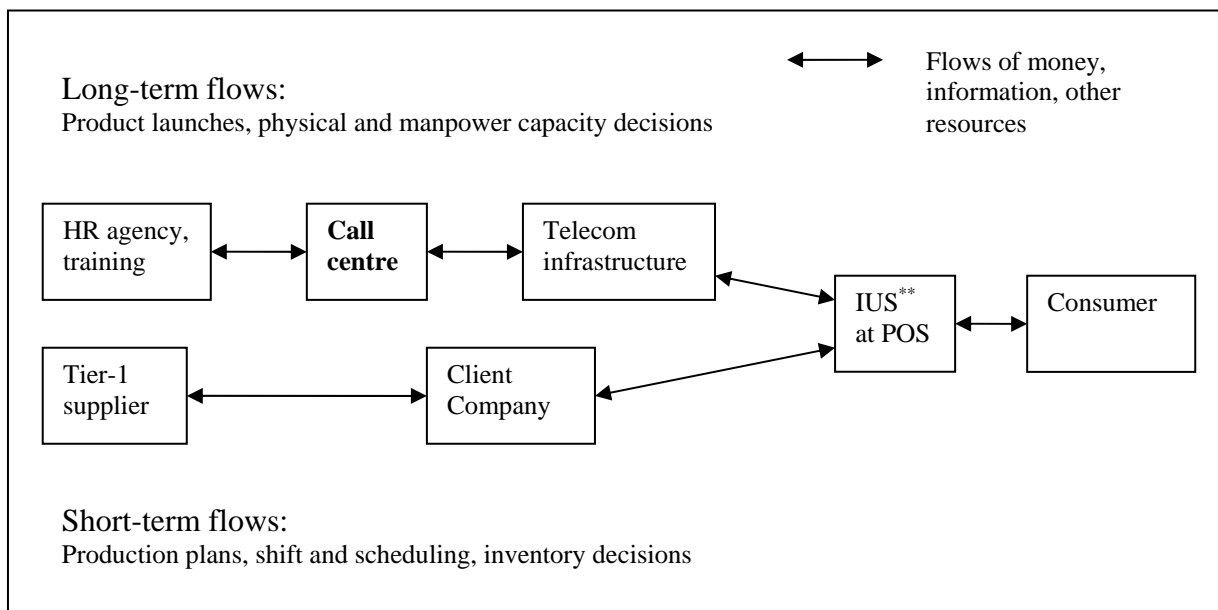 Long-term flows:
Product launches, physical and manpower capacity decisions
Flows of money,
information, other
resources
HR agency,
training
Call
centre
Telecom
infrastructure
IUS**
at POS
Consumer
Tier-1
supplier
Client
Company
Short-term flows:
Production plans, shift and scheduling, inventory decisions